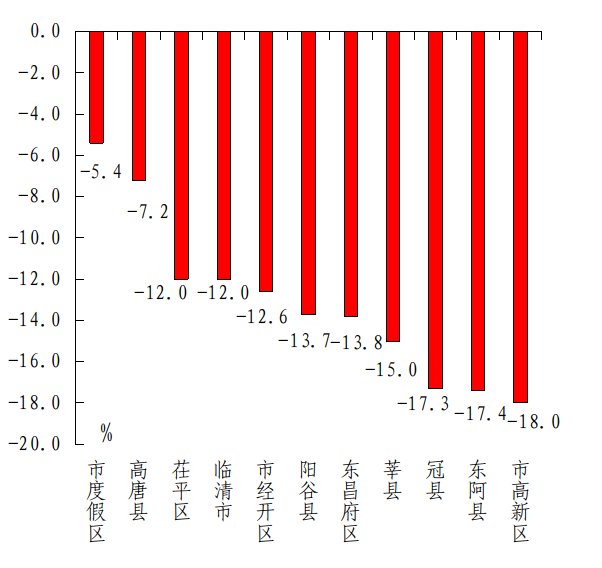 0.0
-2.0
-4.0
-6.0
-8.0
-10.0
-12.0
-14.0
-16.0
-18.0
-20.0
%
-5.4
-7.2
-12.0
-12.0
-12.6
-13.7
-13.8
-15.0
-17.3
-17.4
-18.0
市度假区
高唐县
茌平区
临清市
市经开区
阳谷县
东昌府区
莘县
冠县
东阿县
市高新区